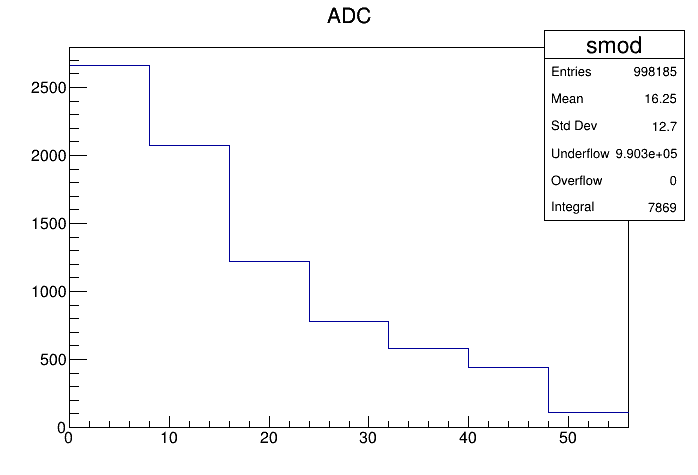 ADC
smod
Entries 998185
Mean 16.25
Std Dev 12.7
Underflow 9.903e+05
Overflow 0
Integral 7869
2500
2000
1500
1000
500
0
0 10 20 30 40 50